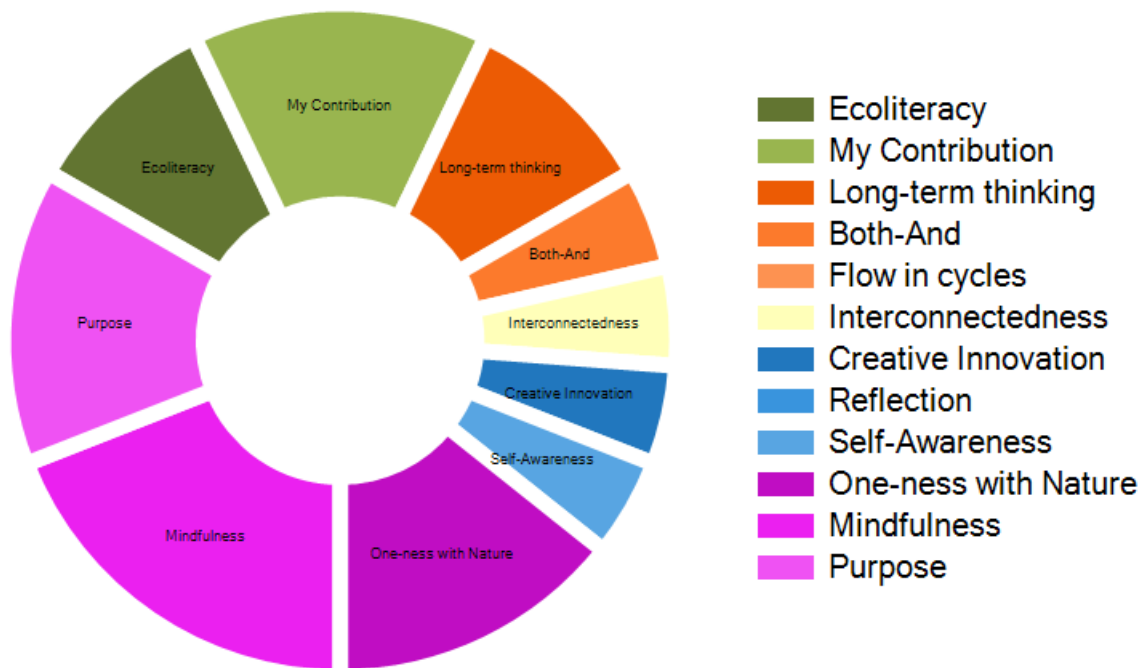 My Contribution
Ecoliteracy
Long-term thinking
Both-And
Purpose
Interconnectedness
Creative Innovation
Self-Awareness
Mindfulness
One-ness with Nature
Ecoliteracy
My Contribution
Long-term thinking
Both-And
Flow in cycles
Interconnectedness
Creative Innovation
Reflection
Self-Awareness
One-ness with Nature
Mindfulness
Purpose